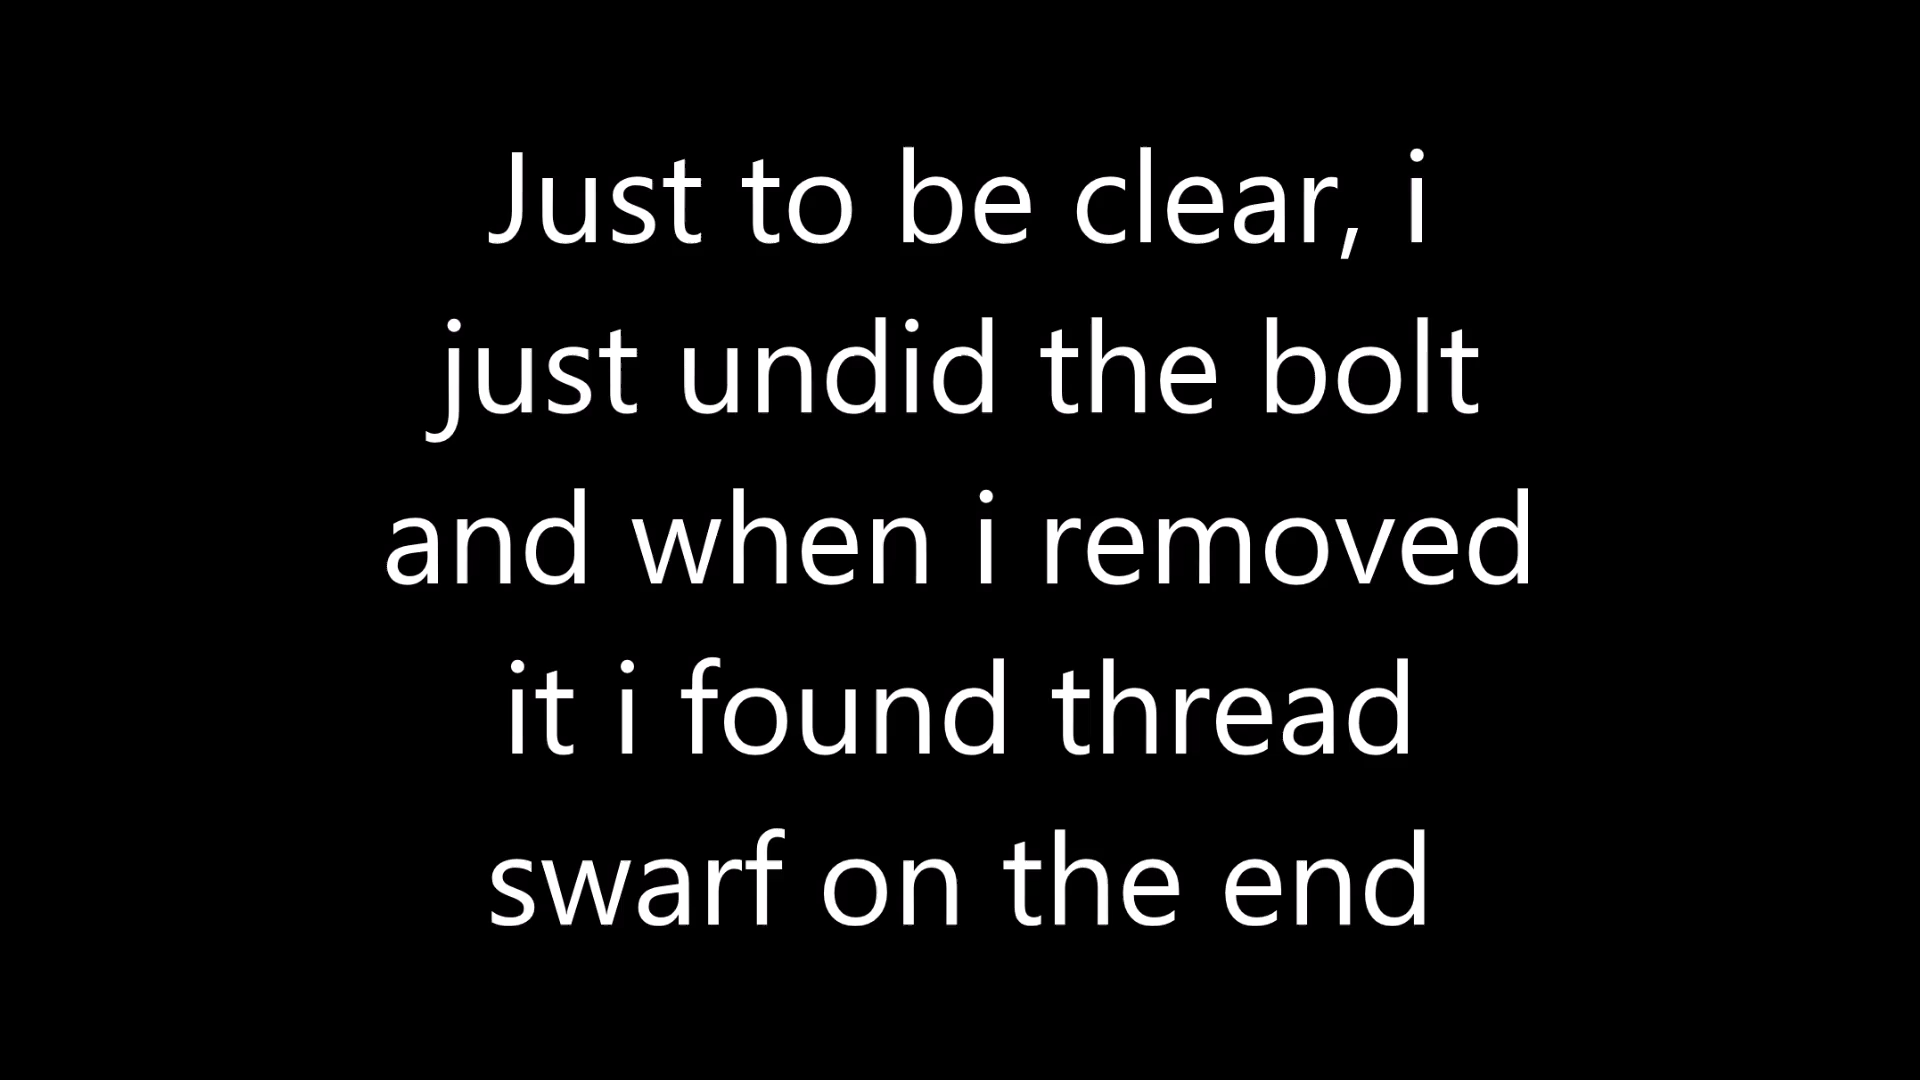 Just to be clear, i
just undid the bolt
and when i removed
it i found thread
swarf on the end